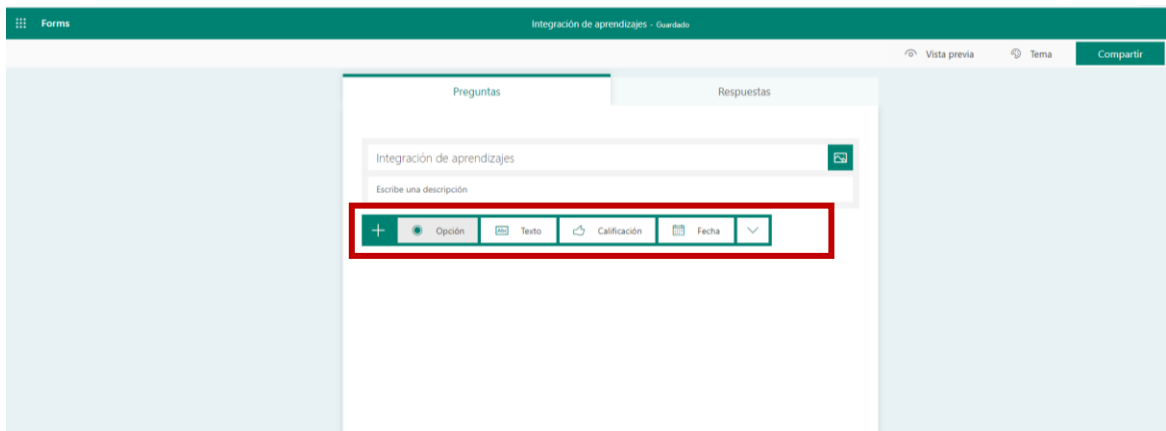 Forms
Integración de aprendizajes - Guardado
Vista previa
Tema
Compartir
Preguntas
Respuestas
Integración de aprendizajes
Escribe una descripción
Opción
Abc
Texto
Calificación
Fecha